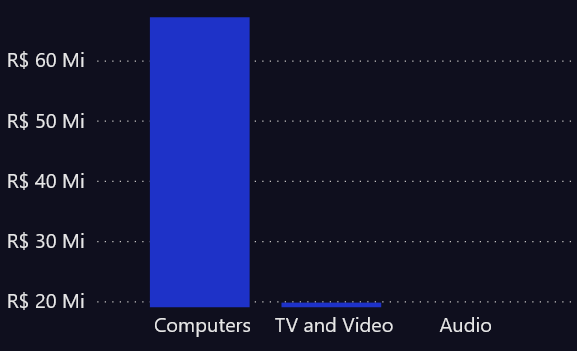 R$ 60 Mi
R$ 50 Mi
R$ 40 Mi
R$ 30 Mi
R$ 20 Mi
Computers TV and Video Audio